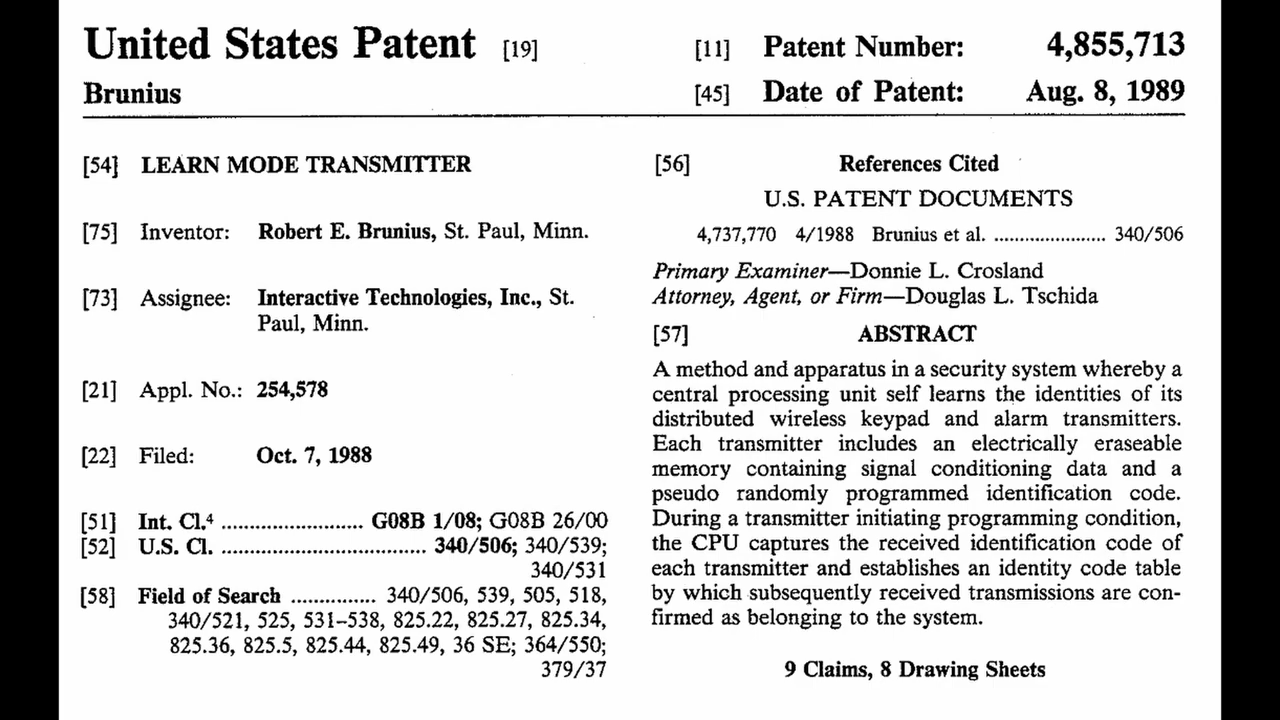 United States Patent [19]
Brunius
[11] Patent Number: 4,855,713
[45] Date of Patent: Aug. 8, 1989
[54] LEARN MODE TRANSMITTER
[75] Inventor: Robert E. Brunius, St. Paul, Minn.
[73] Assignee: Interactive Technologies, Inc., St.
Paul, Minn.
[21] Appl. No.: 254,578
[22] Filed: Oct. 7, 1988
[51] Int. Cl.⁴ ........................ G08B 1/08; G08B 26/00
[52] U.S. Cl. ................................... 340/506; 340/539;
340/531
[58] Field of Search ............... 340/506, 539, 505, 518,
340/521, 525, 531–538, 825.22, 825.27, 825.34,
825.36, 825.5, 825.44, 825.49, 36 SE; 364/550;
379/37
[56] References Cited
U.S. PATENT DOCUMENTS
4,737,770 4/1988 Brunius et al. ...................... 340/506
Primary Examiner—Donnie L. Crosland
Attorney, Agent, or Firm—Douglas L. Tschida
[57] ABSTRACT
A method and apparatus in a security system whereby a
central processing unit self learns the identities of its
distributed wireless keypad and alarm transmitters.
Each transmitter includes an electrically eraseable
memory containing signal conditioning data and a
pseudo randomly programmed identification code.
During a transmitter initiating programming condition,
the CPU captures the received identification code of
each transmitter and establishes an identity code table
by which subsequently received transmissions are con-
firmed as belonging to the system.
9 Claims, 8 Drawing Sheets